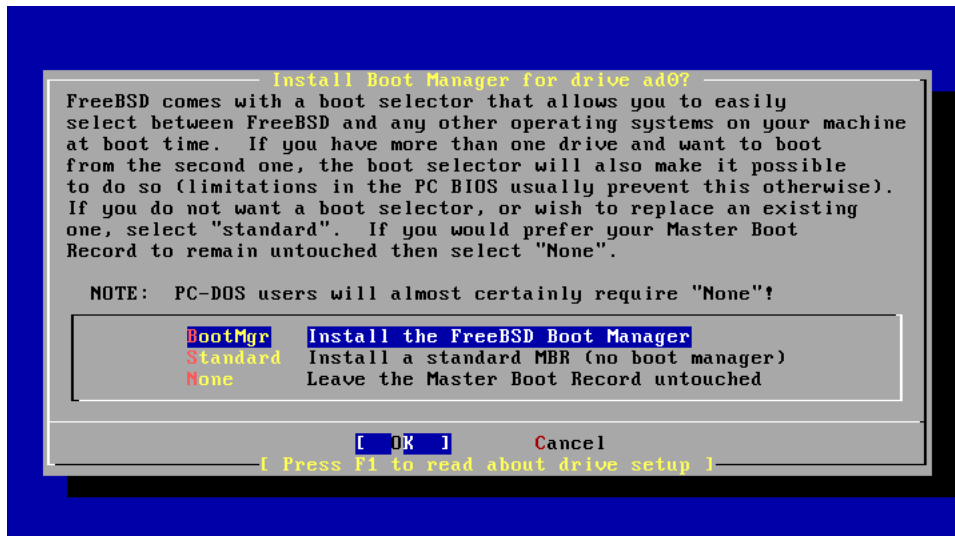 Install Boot Manager for drive ad0?
FreeBSD comes with a boot selector that allows you to easily
select between FreeBSD and any other operating systems on your machine
at boot time.  If you have more than one drive and want to boot
from the second one, the boot selector will also make it possible
to do so (limitations in the PC BIOS usually prevent this otherwise).
If you do not want a boot selector, or wish to replace an existing
one, select "standard".  If you would prefer your Master Boot
Record to remain untouched then select "None".
NOTE:  PC-DOS users will almost certainly require "None"!
BootMgr   Install the FreeBSD Boot Manager
Standard  Install a standard MBR (no boot manager)
None      Leave the Master Boot Record untouched
[  OK  ]       Cancel
[ Press F1 to read about drive setup ]